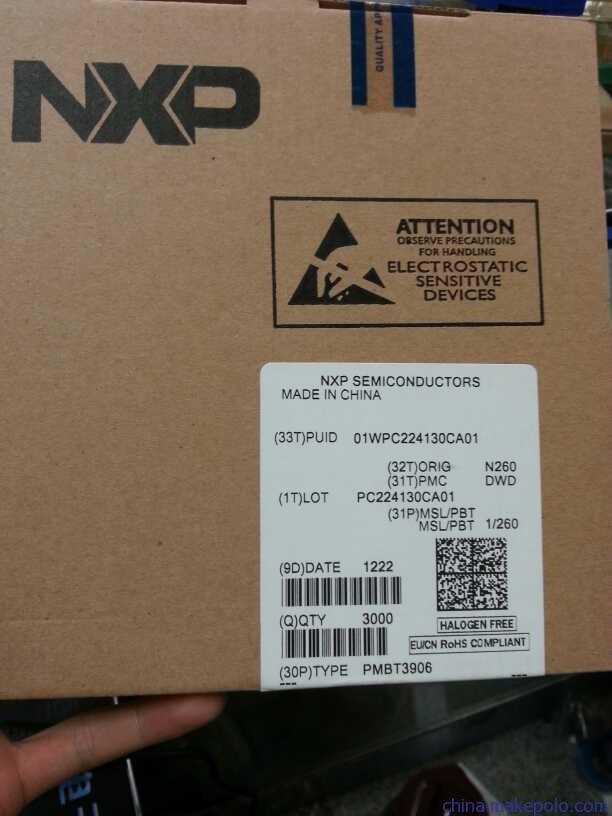 NXP
QUALITY AP
ATTENTION
OBSERVE PRECAUTIONS
FOR HANDLING
ELECTROSTATIC
SENSITIVE
DEVICES
NXP SEMICONDUCTORS
MADE IN CHINA
(33T)PUID 01WPC224130CA01
(32T)ORIG N260
(31T)PMC DWD
(1T)LOT PC224130CA01
(31P)MSL/PBT
MSL/PBT 1/260
(9D)DATE 1222
(Q)QTY 3000
HALOGEN FREE
EU/CN RoHS COMPLIANT
(30P)TYPE PMBT3906
china.makepolo.com